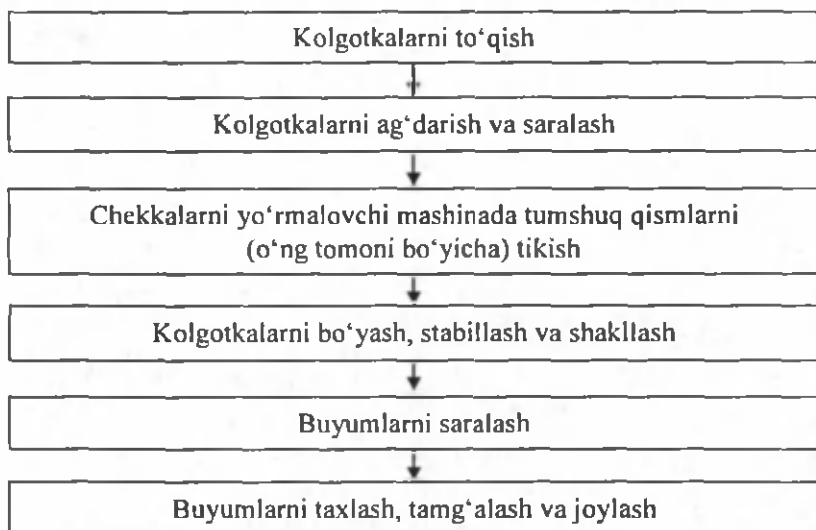 Kolgotkalarni to‘qish
Kolgotkalarni ag‘darish va saralash
Chekkalarni yo‘rmalovchi mashinada tumshuq qismlarni
(o‘ng tomoni bo‘yicha) tikish
Kolgotkalarni bo‘yash, stabillash va shakllash
Buyumlarni saralash
Buyumlarni taxlash, tamg‘alash va joylash